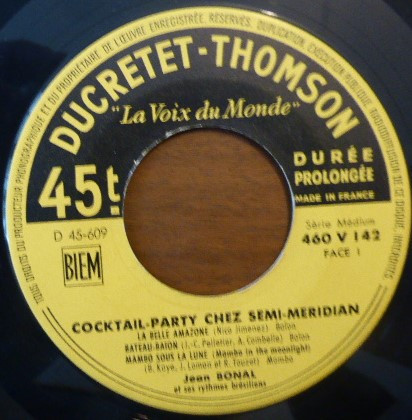 TOUS DROITS DU PRODUCTEUR PHONOGRAPHIQUE ET DU PROPRIÉTAIRE DE L'ŒUVRE ENREGISTRÉE, RÉSERVÉS. DUPLICATION, EXÉCUTION PUBLIQUE, RADIODIFFUSION DE CE DISQUE, INTERDITES
DUCRETET-THOMSON
"La Voix du Monde"
45t.
DURÉE
PROLONGÉE
MADE IN FRANCE
D 45-609
BIEM
Série Médium
460 V 142
FACE 1
COCKTAIL-PARTY CHEZ SEMI-MERIDIAN
LA BELLE AMAZONE (Nico Jimenez) Baïon
BATEAU-BAION (J.-C. Pelletier, A. Combelle) Baïon
MAMBO SOUS LA LUNE (Mambo in the moonlight)
(B. Kaye, J. Loman et R. Touzet) Mambo
Jean BONAL
et ses rythmes brésiliens